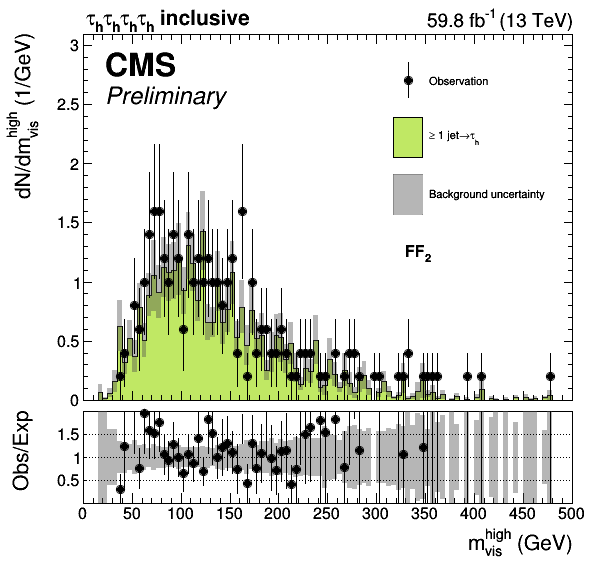 τhτhτhτh inclusive
59.8 fb⁻¹ (13 TeV)
CMS
Preliminary
Observation
≥ 1 jet→τh
Background uncertainty
FF₂
dN/dm_vis^high (1/GeV)
3
2.5
2
1.5
1
0.5
0
Obs/Exp
1.5
1
0.5
0 50 100 150 200 250 300 350 400 450 500
m_vis^high (GeV)